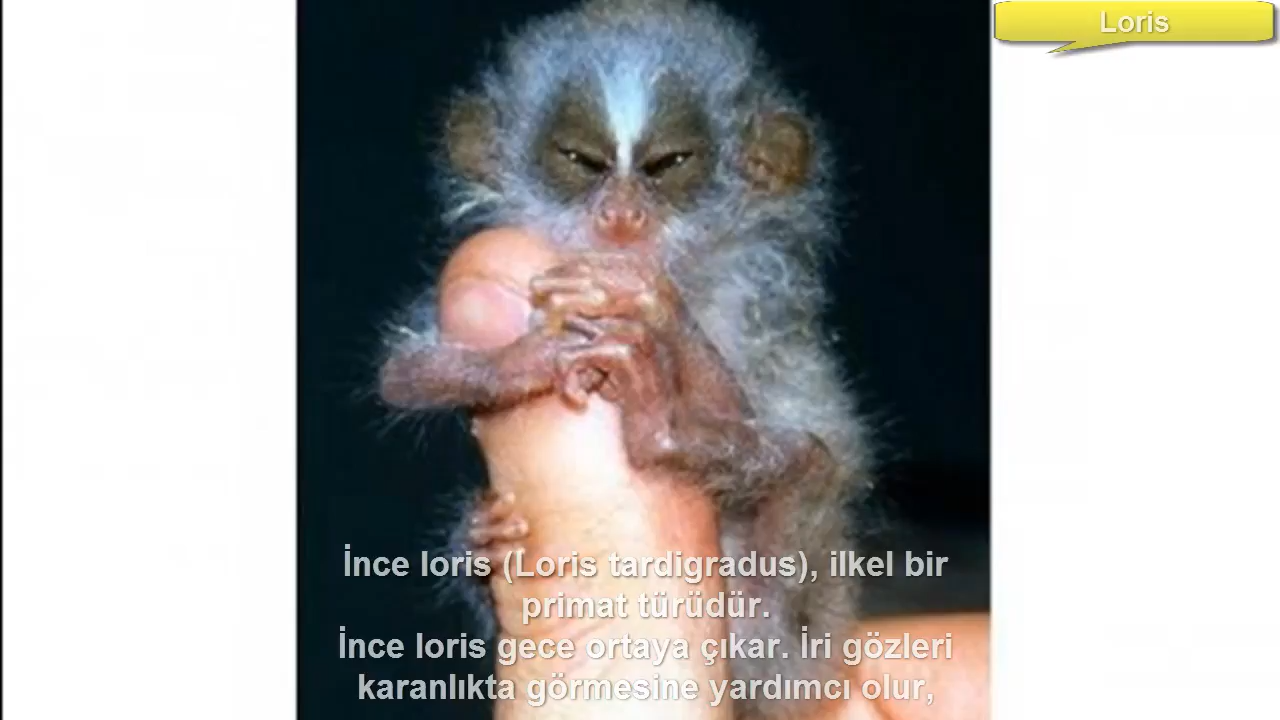 Loris
İnce loris (Loris tardigradus), ilkel bir
primat türüdür.
İnce loris gece ortaya çıkar. İri gözleri
karanlıkta görmesine yardımcı olur,